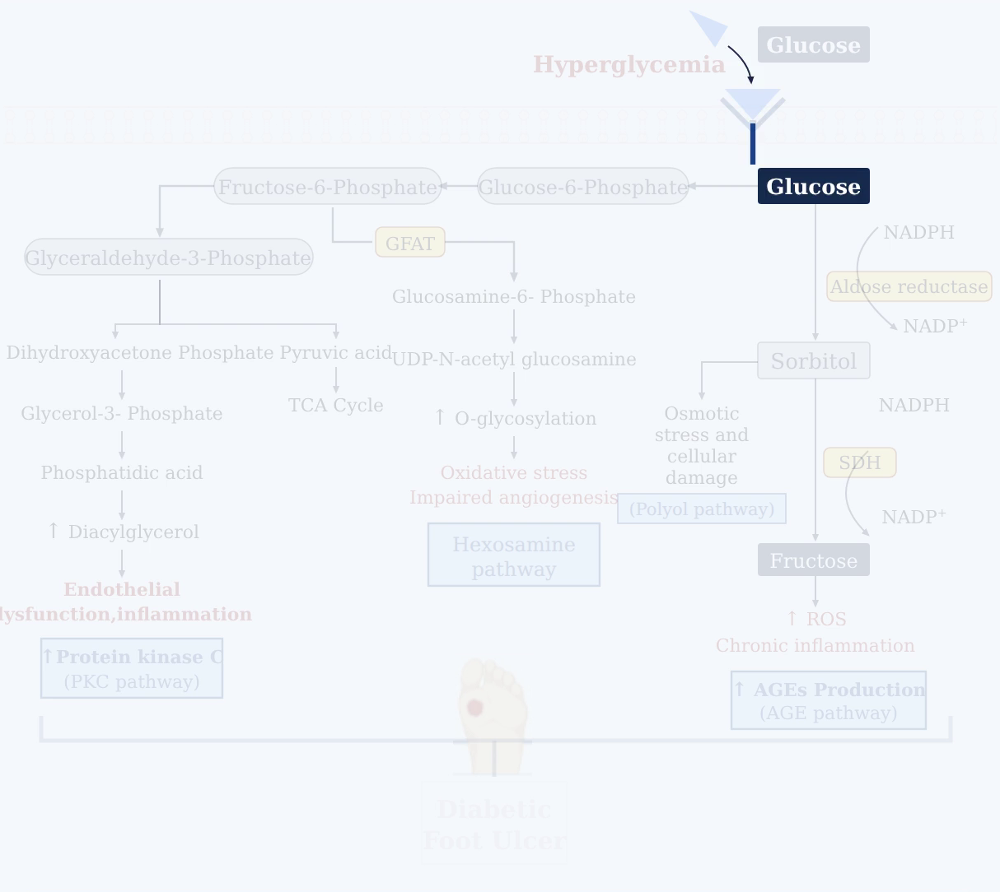 Glucose
Hyperglycemia
Fructose-6-Phosphate
Glucose-6-Phosphate
Glucose
NADPH
GFAT
Glyceraldehyde-3-Phosphate
Aldose reductase
Glucosamine-6- Phosphate
NADP⁺
Dihydroxyacetone Phosphate
Pyruvic acid
UDP-N-acetyl glucosamine
Sorbitol
Glycerol-3- Phosphate
TCA Cycle
↑ O-glycosylation
Osmotic
stress and
cellular
damage
NADPH
Phosphatidic acid
Oxidative stress
Impaired angiogenesis
(Polyol pathway)
SDH
NADP⁺
↑ Diacylglycerol
Hexosamine
pathway
Fructose
Endothelial
dysfunction,inflammation
↑ ROS
Chronic inflammation
↑Protein kinase C
(PKC pathway)
↑ AGEs Production
(AGE pathway)
Diabetic
Foot Ulcer